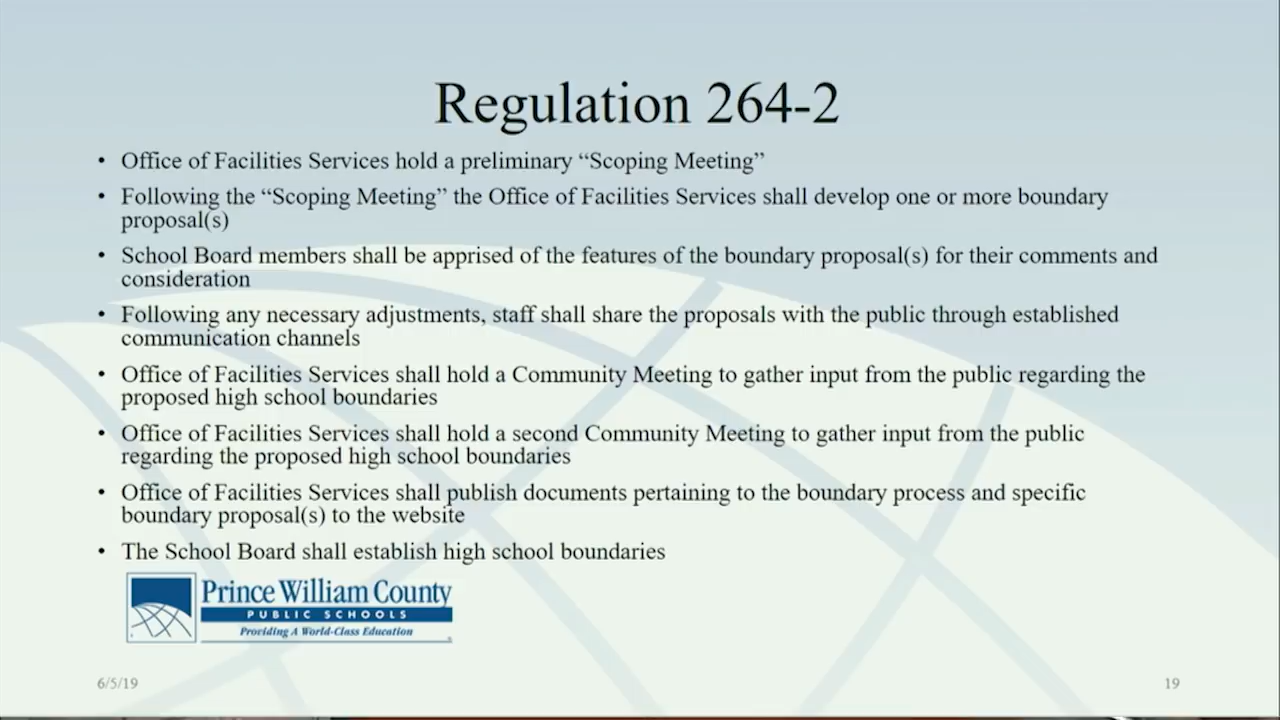 Regulation 264-2
• Office of Facilities Services hold a preliminary “Scoping Meeting”
• Following the “Scoping Meeting” the Office of Facilities Services shall develop one or more boundary
proposal(s)
• School Board members shall be apprised of the features of the boundary proposal(s) for their comments and
consideration
• Following any necessary adjustments, staff shall share the proposals with the public through established
communication channels
• Office of Facilities Services shall hold a Community Meeting to gather input from the public regarding the
proposed high school boundaries
• Office of Facilities Services shall hold a second Community Meeting to gather input from the public
regarding the proposed high school boundaries
• Office of Facilities Services shall publish documents pertaining to the boundary process and specific
boundary proposal(s) to the website
• The School Board shall establish high school boundaries
Prince William County
PUBLIC SCHOOLS
Providing A World-Class Education
6/5/19
19